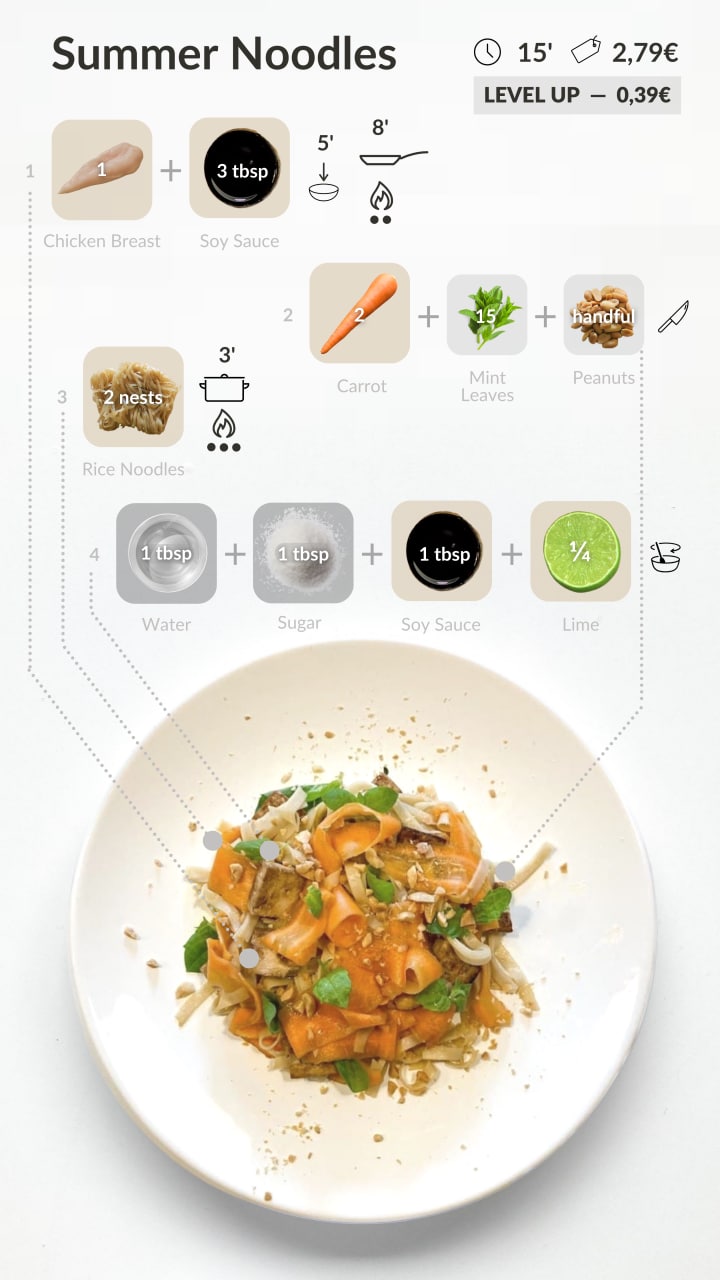 Summer Noodles
15' 2,79€
LEVEL UP — 0,39€
1
1
+
3 tbsp
5'
8'
Chicken Breast
Soy Sauce
2
2
+
15
+
handful
Carrot
Mint
Leaves
Peanuts
3
2 nests
3'
Rice Noodles
4
1 tbsp
+
1 tbsp
+
1 tbsp
+
¼
Water
Sugar
Soy Sauce
Lime